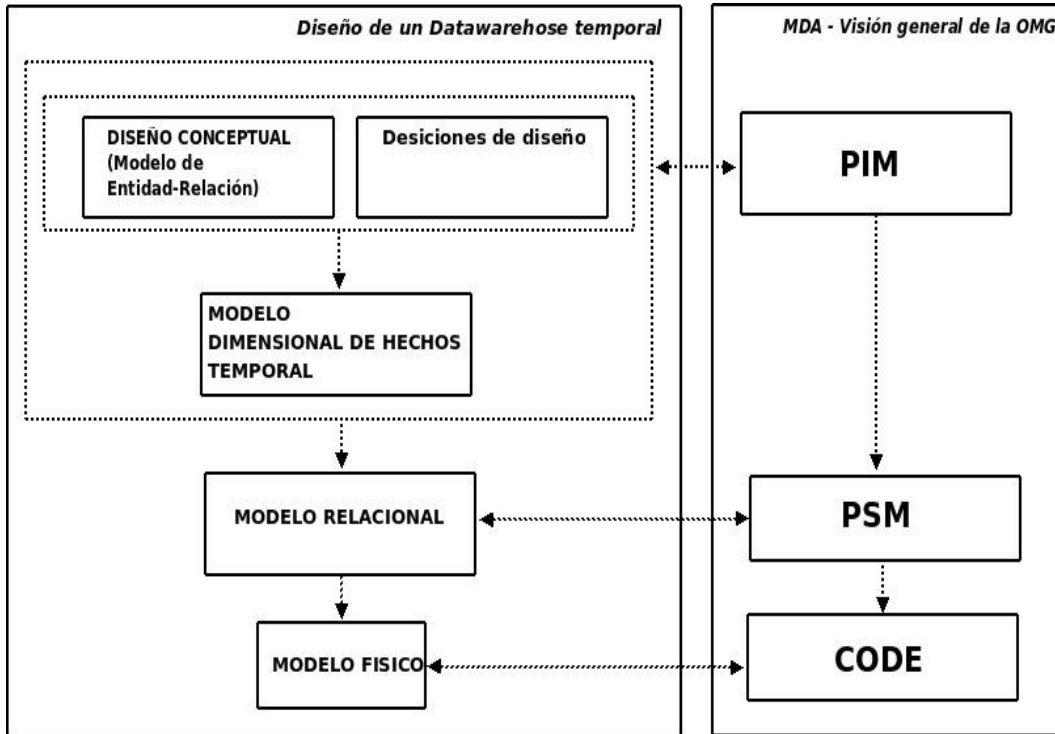 Diseño de un Datawarehose temporal
DISEÑO CONCEPTUAL
(Modelo de
Entidad-Relación)
Desiciones de diseño
MODELO
DIMENSIONAL DE HECHOS
TEMPORAL
MODELO RELACIONAL
MODELO FISICO
MDA - Visión general de la OMG
PIM
PSM
CODE